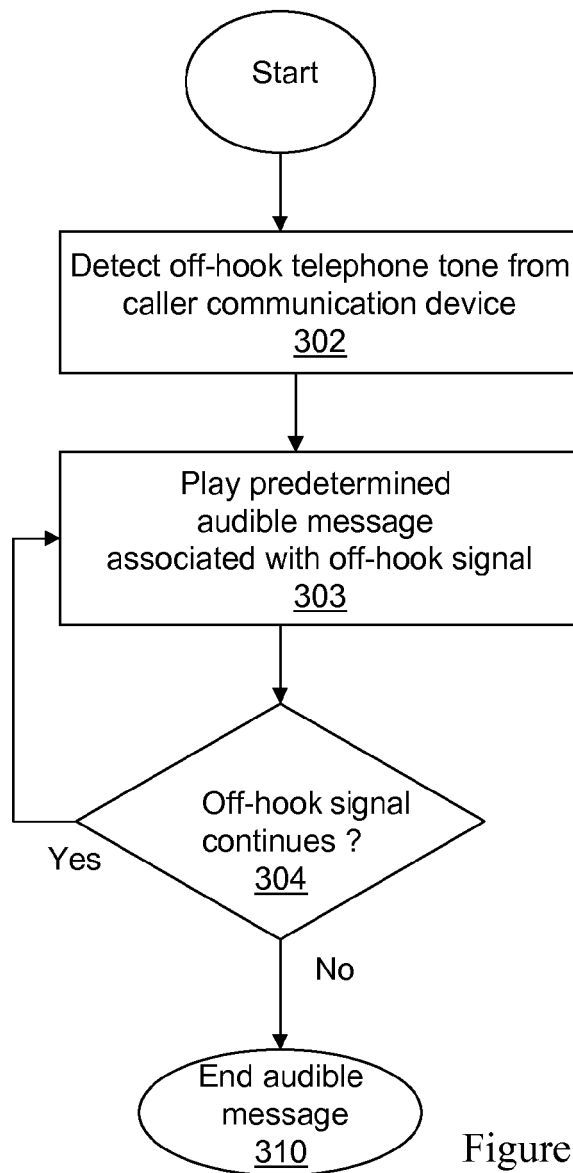 Start
Detect off-hook telephone tone from
caller communication device
302
Play predetermined
audible message
associated with off-hook signal
303
Off-hook signal
continues ?
304
Yes
No
End audible
message
310
Figure